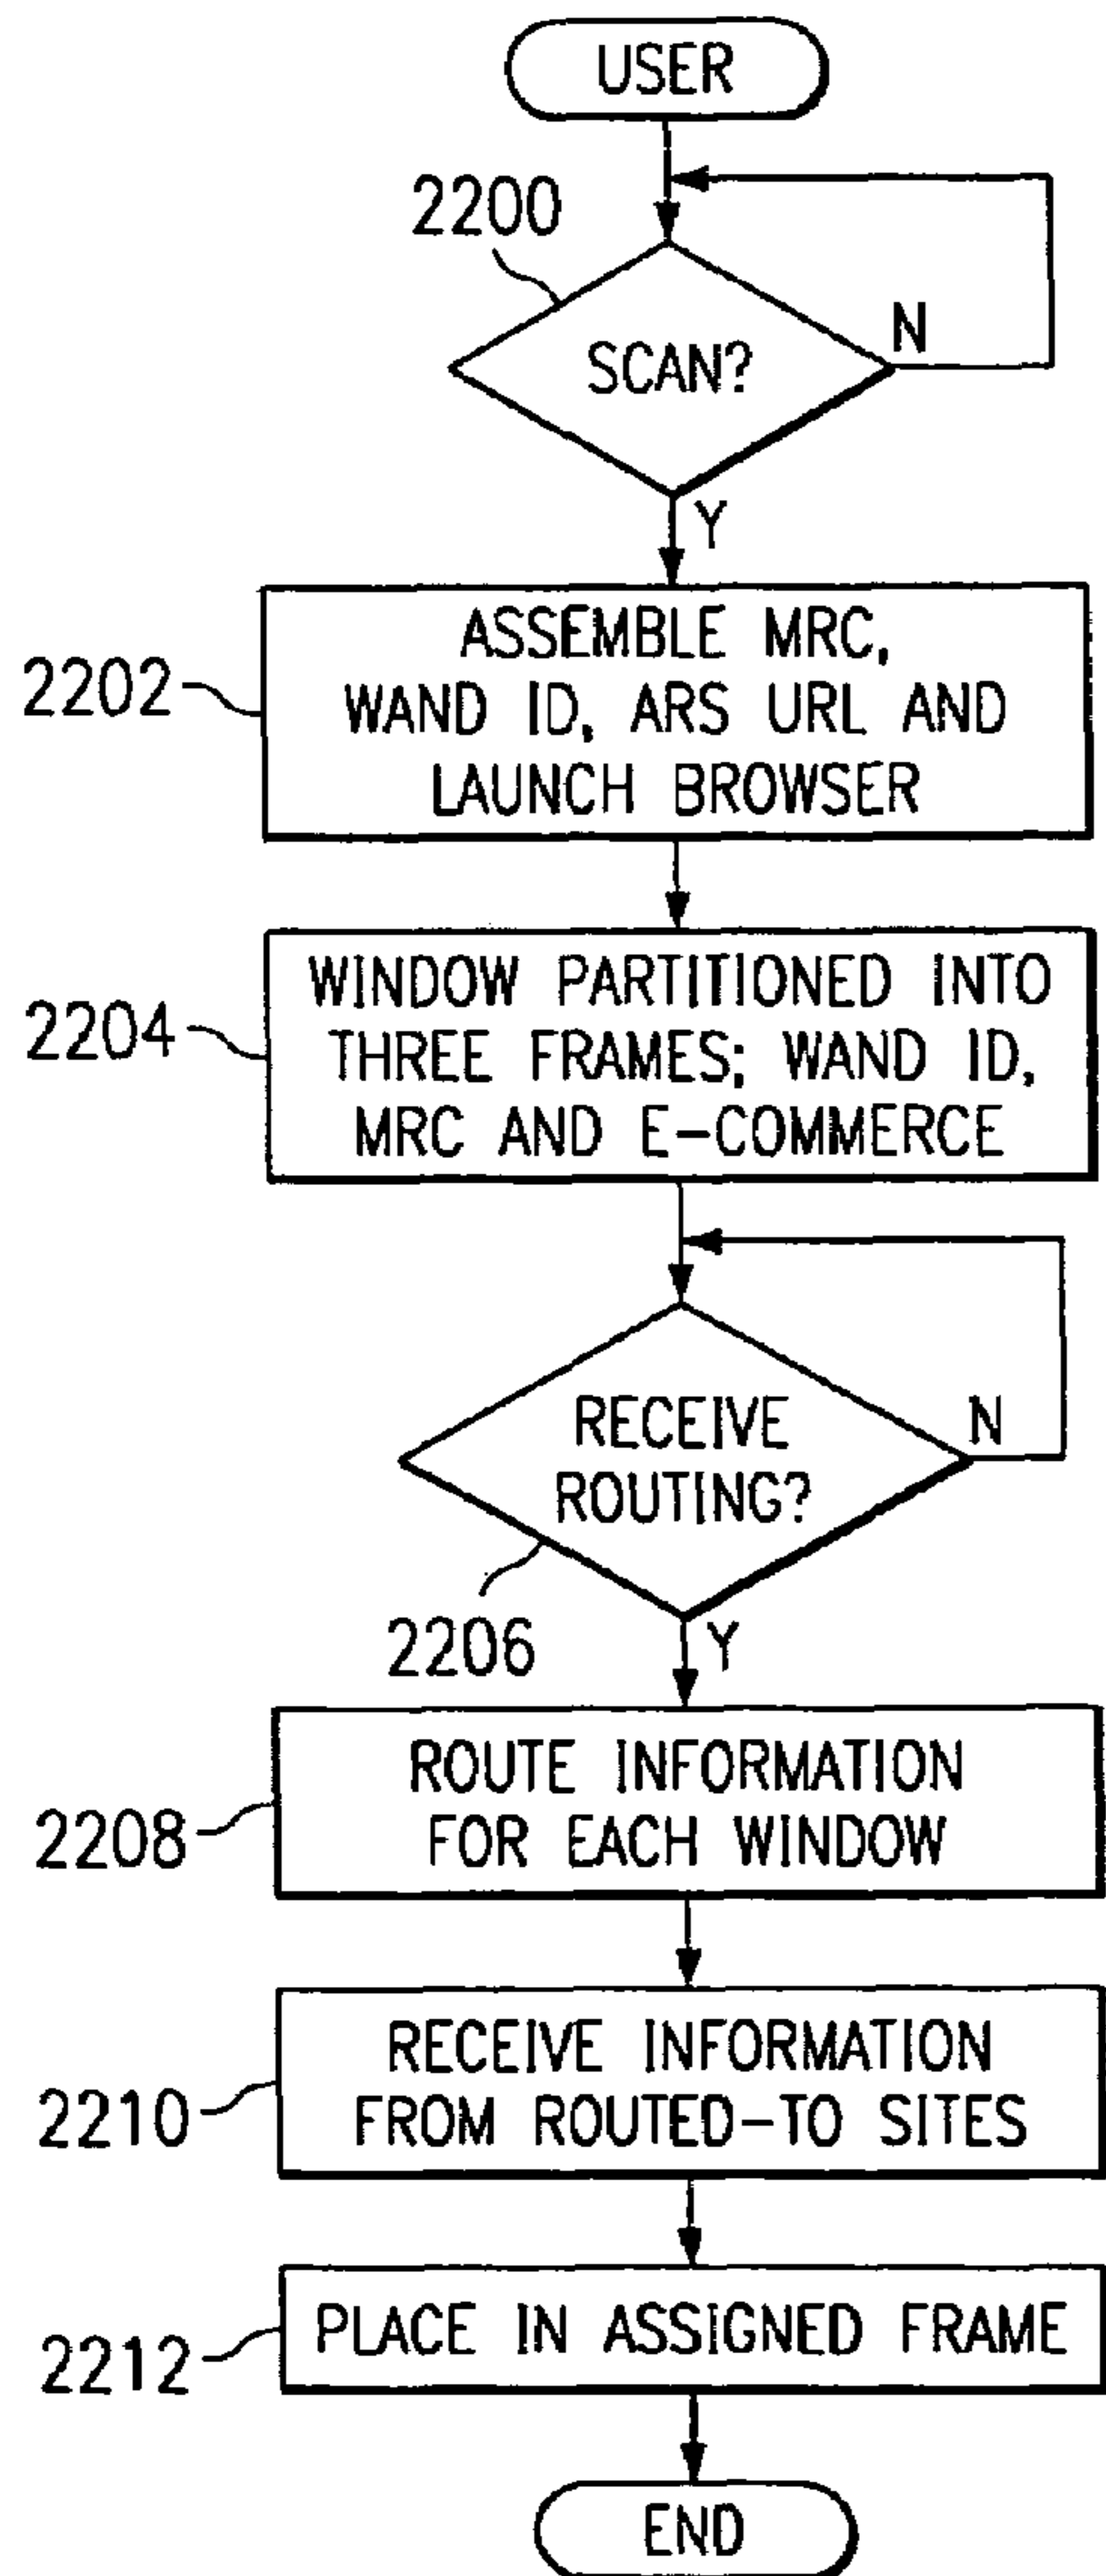 USER
2200
SCAN?
N
Y
2202
ASSEMBLE MRC,
WAND ID, ARS URL AND
LAUNCH BROWSER
2204
WINDOW PARTITIONED INTO
THREE FRAMES; WAND ID,
MRC AND E-COMMERCE
RECEIVE
ROUTING?
N
2206
Y
2208
ROUTE INFORMATION
FOR EACH WINDOW
2210
RECEIVE INFORMATION
FROM ROUTED-TO SITES
2212
PLACE IN ASSIGNED FRAME
END